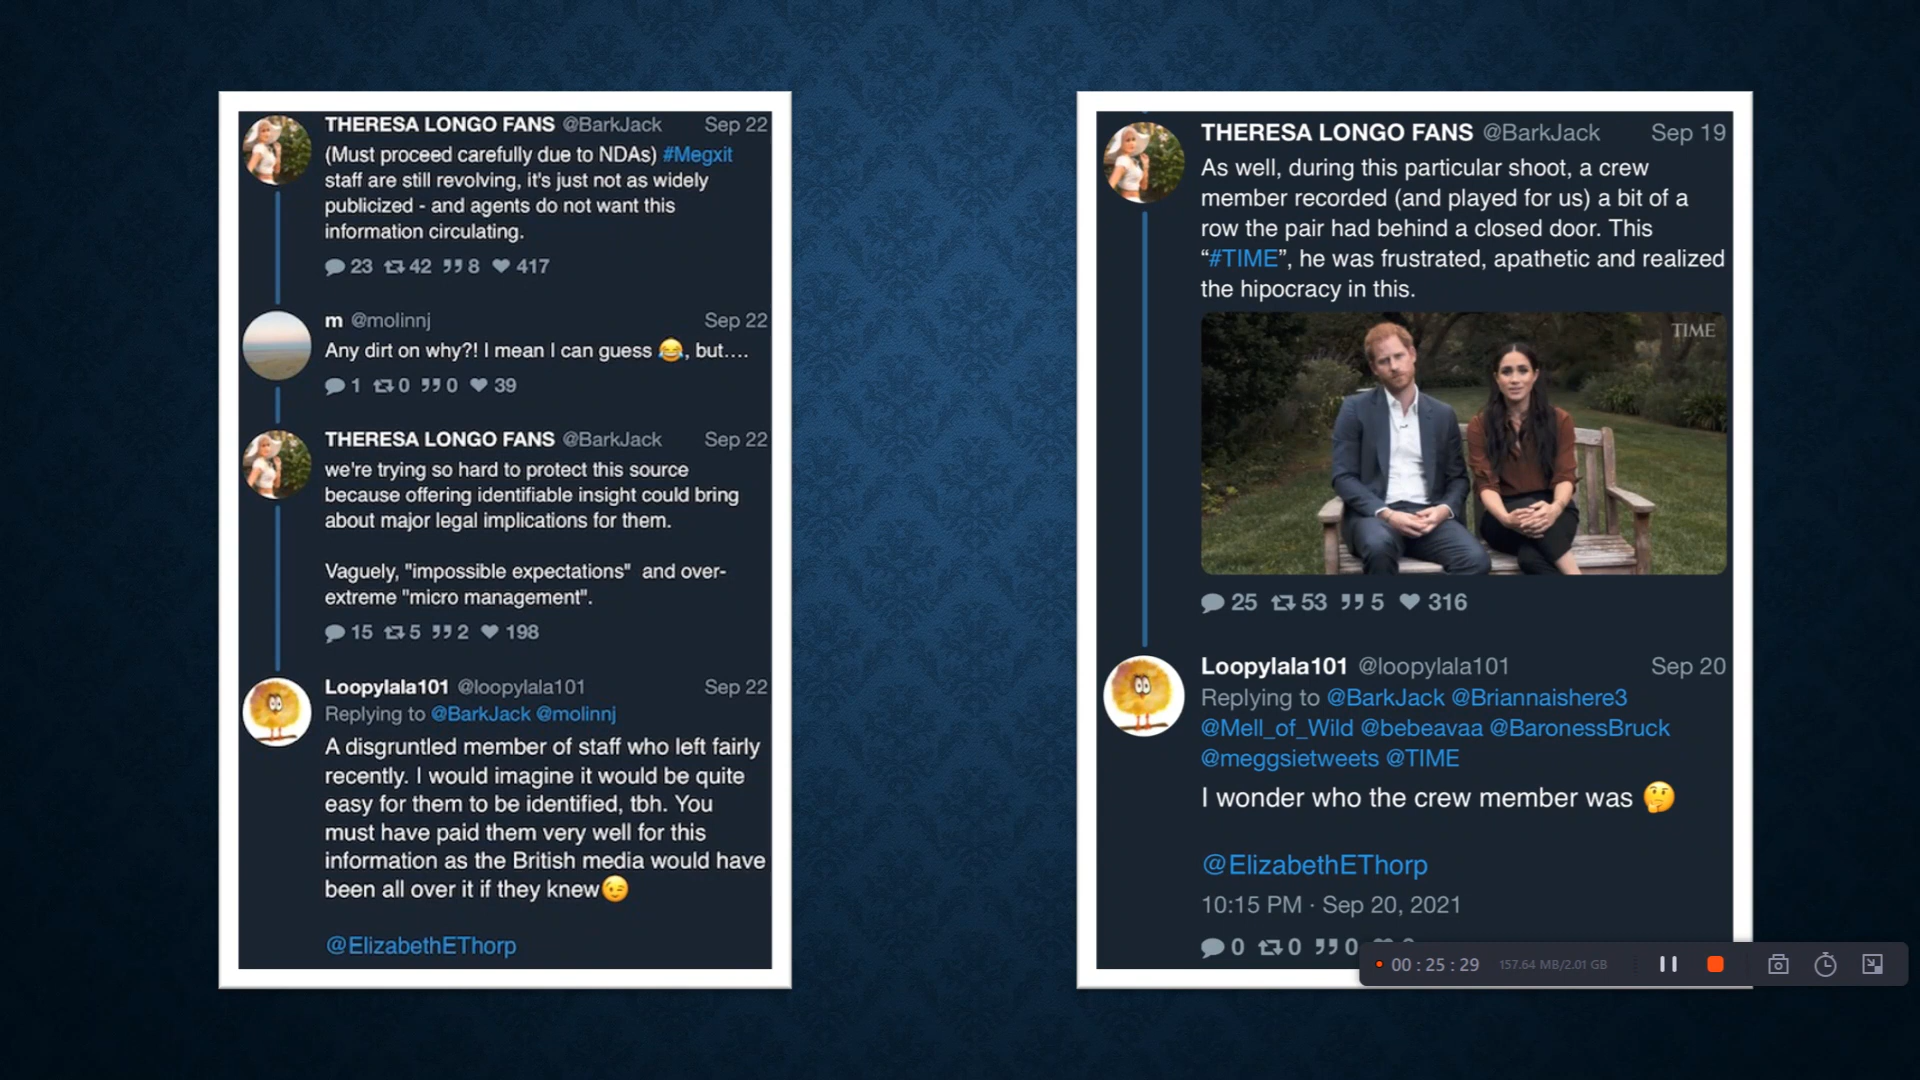 THERESA LONGO FANS @BarkJack Sep 22
(Must proceed carefully due to NDAs) #Megxit
staff are still revolving, it's just not as widely
publicized - and agents do not want this
information circulating.
23 42 8 417
m @molinnj Sep 22
Any dirt on why?! I mean I can guess 😂, but....
1 0 0 39
THERESA LONGO FANS @BarkJack Sep 22
we're trying so hard to protect this source
because offering identifiable insight could bring
about major legal implications for them.
Vaguely, "impossible expectations" and over-
extreme "micro management".
15 5 2 198
Loopylala101 @loopylala101 Sep 22
Replying to @BarkJack @molinnj
A disgruntled member of staff who left fairly
recently. I would imagine it would be quite
easy for them to be identified, tbh. You
must have paid them very well for this
information as the British media would have
been all over it if they knew😉
@ElizabethEThorp
THERESA LONGO FANS @BarkJack Sep 19
As well, during this particular shoot, a crew
member recorded (and played for us) a bit of a
row the pair had behind a closed door. This
“#TIME”, he was frustrated, apathetic and realized
the hipocracy in this.
TIME
25 53 5 316
Loopylala101 @loopylala101 Sep 20
Replying to @BarkJack @Briannaishere3
@Mell_of_Wild @bebeavaa @BaronessBruck
@meggsietweets @TIME
I wonder who the crew member was 🤔
@ElizabethEThorp
10:15 PM · Sep 20, 2021
0 0 0
00:25:29 157.64 MB/2.01 GB